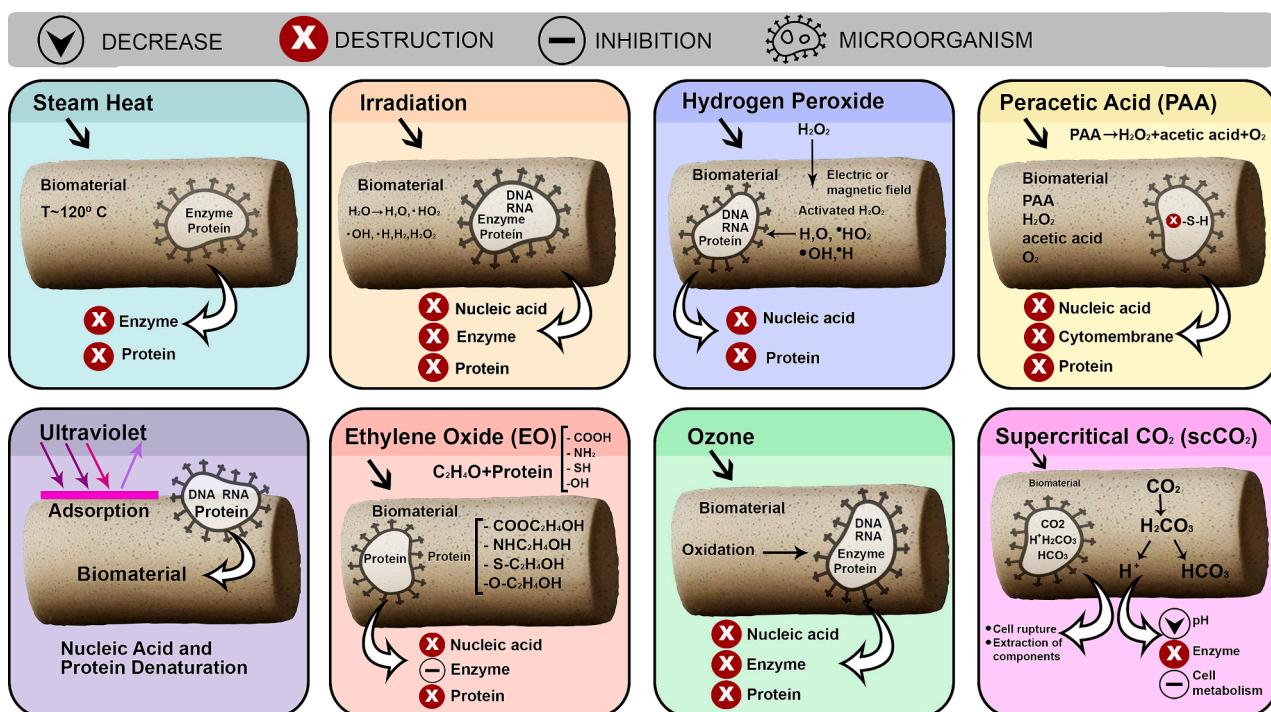 DECREASE
DESTRUCTION
INHIBITION
MICROORGANISM
Steam Heat
Biomaterial
T~120º C
Enzyme
Protein
X Enzyme
X Protein
Irradiation
Biomaterial
H₂O→H,O,·HO₂
·OH,·H,H₂,H₂O₂
DNA
RNA
Enzyme
Protein
X Nucleic acid
X Enzyme
X Protein
Hydrogen Peroxide
H₂O₂
Biomaterial
Electric or
magnetic field
Activated H₂O₂
H,O, •HO₂
•OH,•H
DNA
RNA
Protein
X Nucleic acid
X Protein
Peracetic Acid (PAA)
PAA→H₂O₂+acetic acid+O₂
Biomaterial
PAA
H₂O₂
acetic acid
O₂
X-S-H
X Nucleic acid
X Cytomembrane
X Protein
Ultraviolet
Adsorption
DNA RNA
Protein
Biomaterial
Nucleic Acid and
Protein Denaturation
Ethylene Oxide (EO)
C₂H₄O+Protein
- COOH
- NH₂
- SH
-OH
Biomaterial
Protein
Protein
- COOC₂H₄OH
- NHC₂H₄OH
- S-C₂H₄OH
-O-C₂H₄OH
X Nucleic acid
Enzyme
X Protein
Ozone
Biomaterial
Oxidation
DNA
RNA
Enzyme
Protein
X Nucleic acid
X Enzyme
X Protein
Supercritical CO₂ (scCO₂)
Biomaterial
CO2
H⁺H₂CO₃
HCO₃
CO₂
H₂CO₃
H⁺
HCO₃
• Cell rupture
• Extraction of
components
pH
X Enzyme
Cell
metabolism